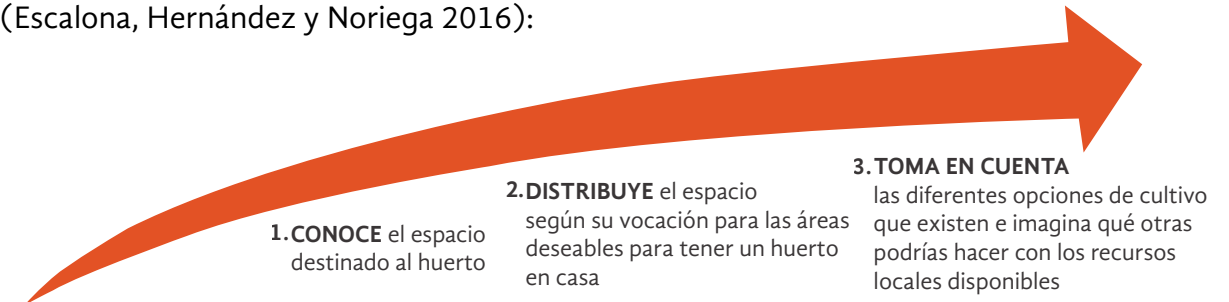 (Escalona, Hernández y Noriega 2016):
1. CONOCE el espacio
destinado al huerto
2. DISTRIBUYE el espacio
según su vocación para las áreas
deseables para tener un huerto
en casa
3. TOMA EN CUENTA
las diferentes opciones de cultivo
que existen e imagina qué otras
podrías hacer con los recursos
locales disponibles